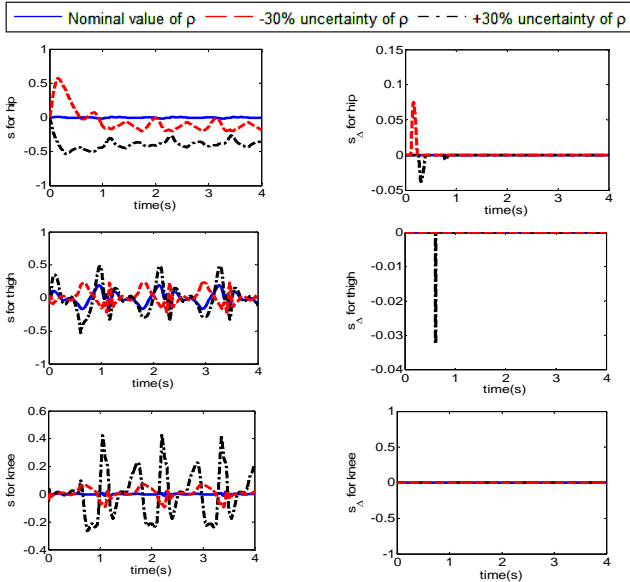 Nominal value of ρ -30% uncertainty of ρ +30% uncertainty of ρ
s for hip
1
0.5
0
-0.5
-1
0 1 2 3 4
time(s)
s_Δ for hip
0.15
0.1
0.05
0
-0.05
0 1 2 3 4
time(s)
s for thigh
1
0.5
0
-0.5
-1
0 1 2 3 4
time(s)
s_Δ for thigh
0
-0.01
-0.02
-0.03
-0.04
0 1 2 3 4
time(s)
s for knee
0.6
0.4
0.2
0
-0.2
-0.4
0 1 2 3 4
time(s)
s_Δ for knee
1
0.5
0
-0.5
-1
0 1 2 3 4
time(s)